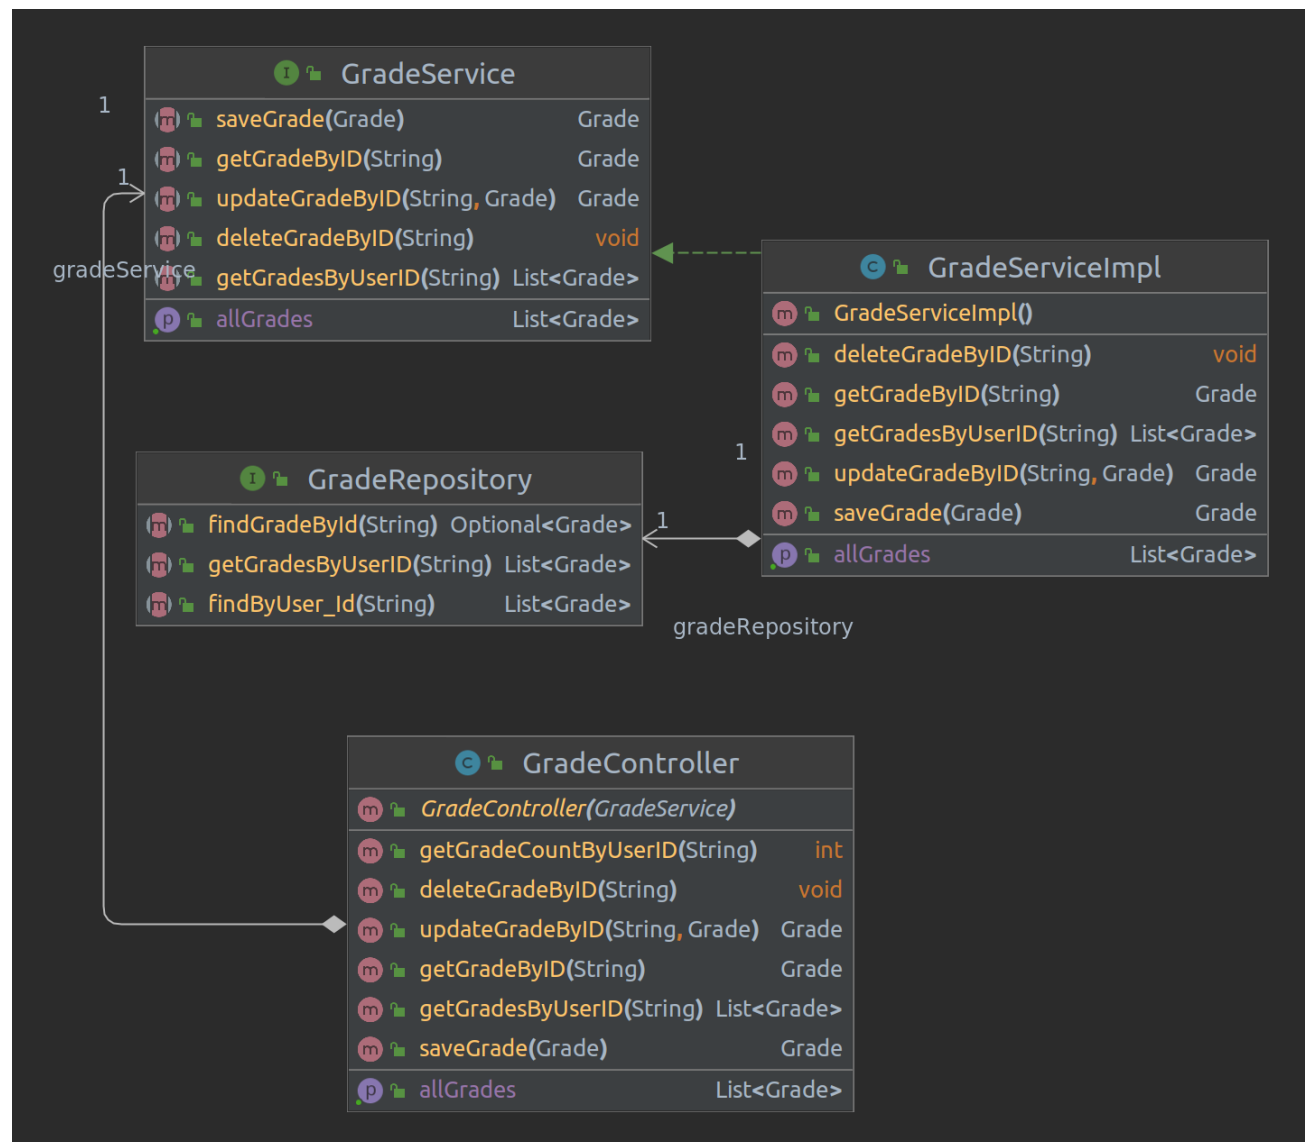 GradeService
1
saveGrade(Grade) Grade
getGradeByID(String) Grade
1
updateGradeByID(String, Grade) Grade
deleteGradeByID(String) void
gradeService
getGradesByUserID(String) List<Grade>
allGrades List<Grade>
GradeServiceImpl
GradeServiceImpl()
deleteGradeByID(String) void
getGradeByID(String) Grade
getGradesByUserID(String) List<Grade>
1
updateGradeByID(String, Grade) Grade
saveGrade(Grade) Grade
allGrades List<Grade>
GradeRepository
findGradeById(String) Optional<Grade>
1
getGradesByUserID(String) List<Grade>
findByUser_Id(String) List<Grade>
gradeRepository
GradeController
GradeController(GradeService)
getGradeCountByUserID(String) int
deleteGradeByID(String) void
updateGradeByID(String, Grade) Grade
getGradeByID(String) Grade
getGradesByUserID(String) List<Grade>
saveGrade(Grade) Grade
allGrades List<Grade>